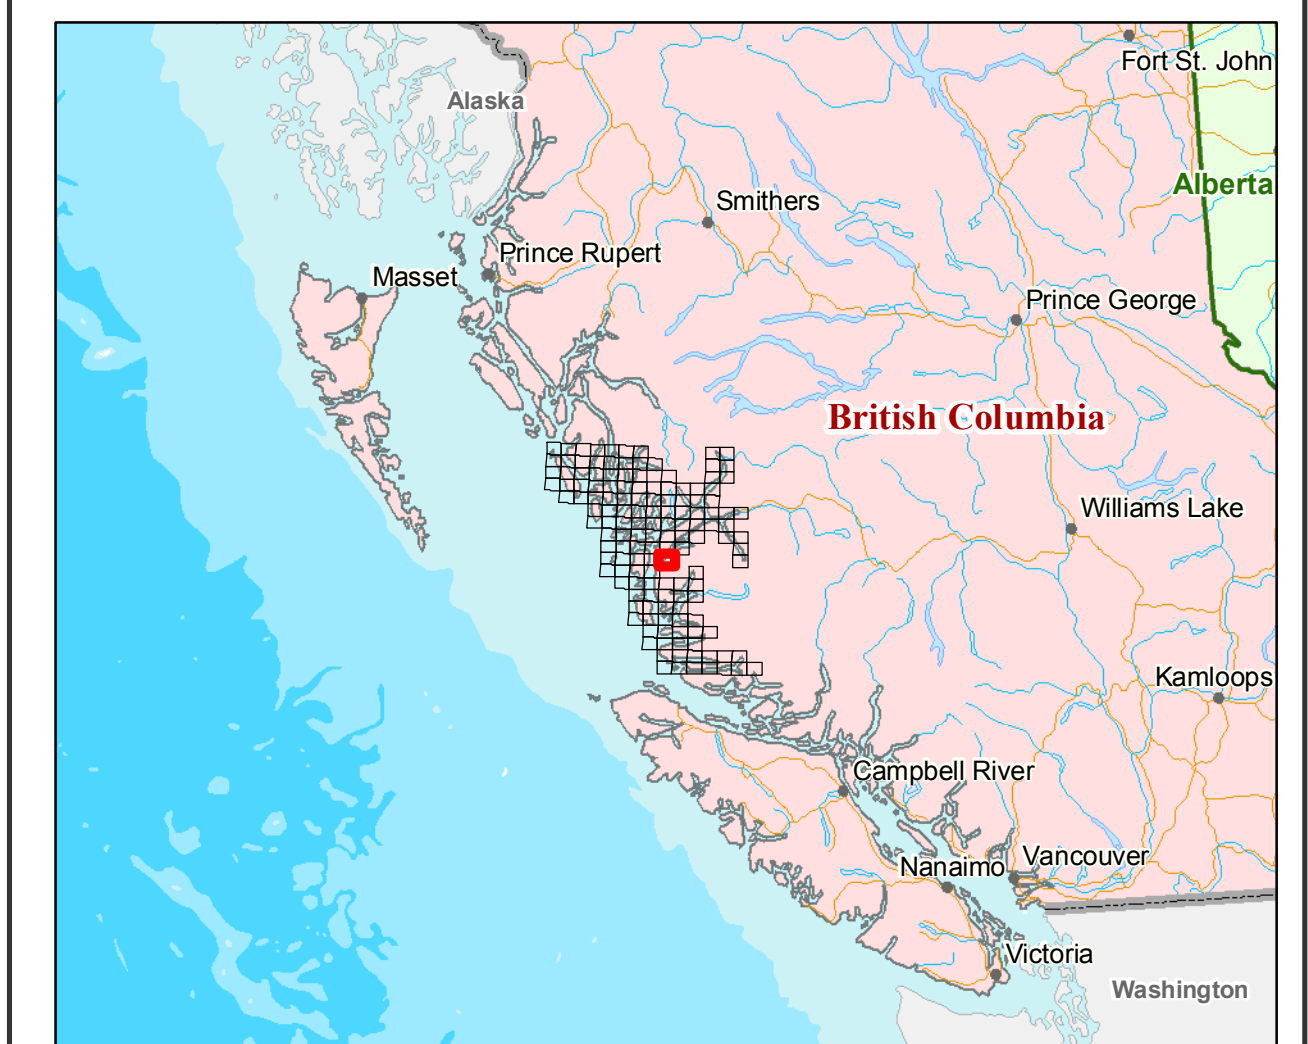 Fort St. John
Alaska
Alberta
Smithers
Prince Rupert
Masset
Prince George
British Columbia
Williams Lake
Kamloops
Campbell River
Vancouver
Nanaimo
Victoria
Washington